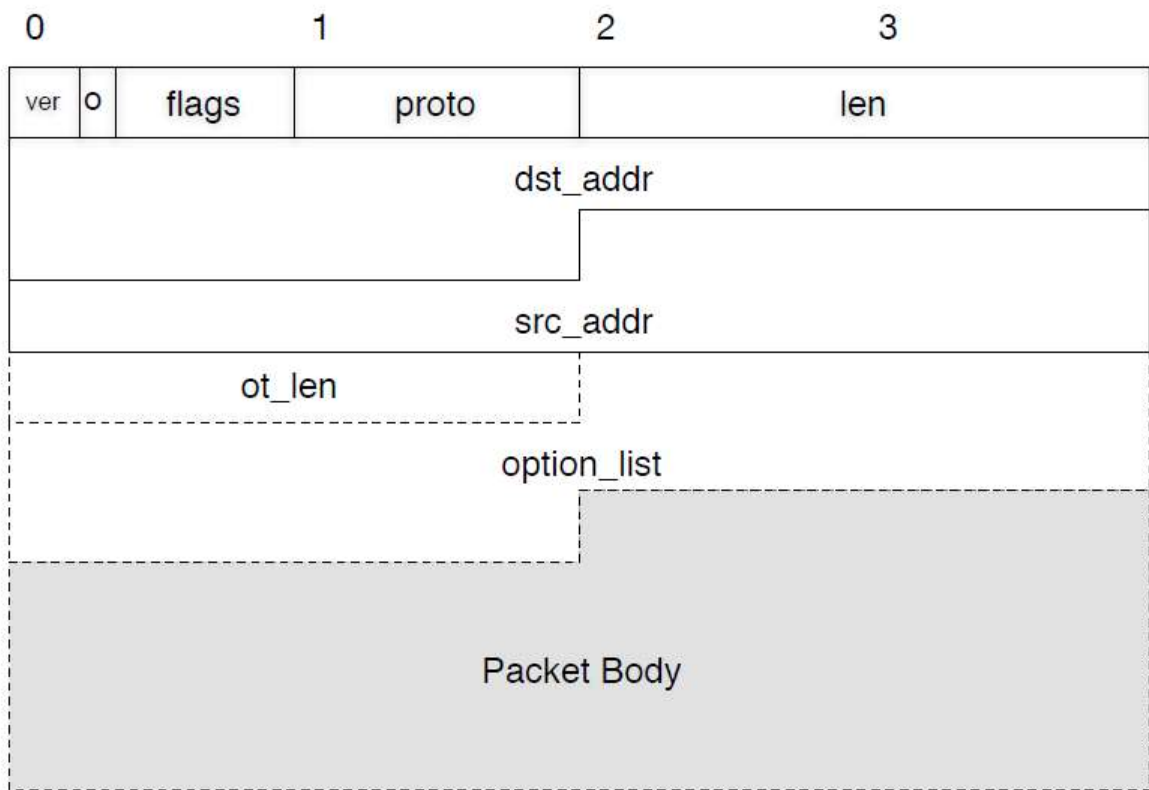 0 1 2 3
ver o flags proto len
dst_addr
src_addr
ot_len
option_list
Packet Body